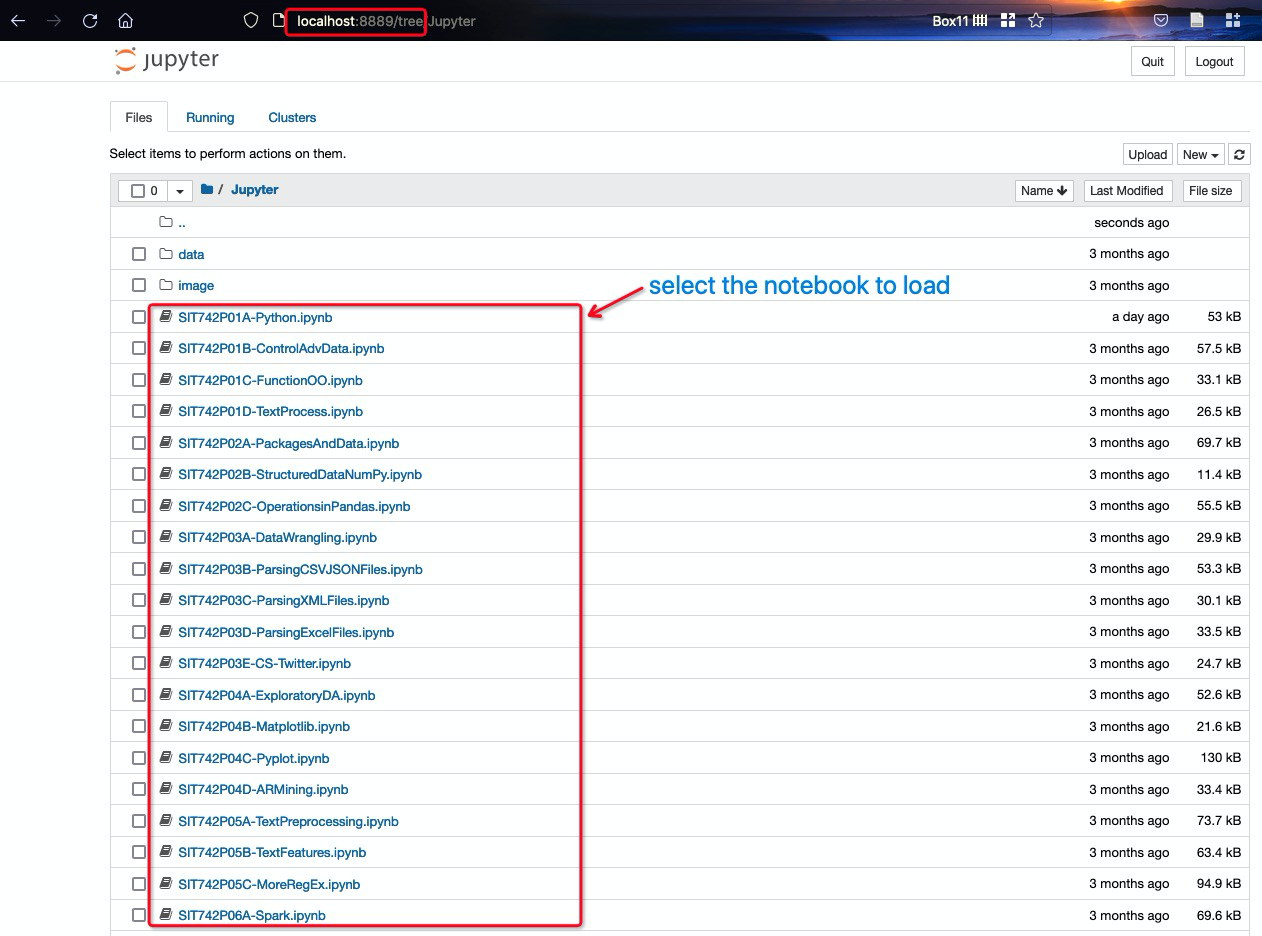 localhost:8889/tree/Jupyter Box11
jupyter Quit Logout
Files Running Clusters
Select items to perform actions on them. Upload New
0 / Jupyter Name Last Modified File size
.. seconds ago
data 3 months ago
image 3 months ago
select the notebook to load
SIT742P01A-Python.ipynb a day ago 53 kB
SIT742P01B-ControlAdvData.ipynb 3 months ago 57.5 kB
SIT742P01C-FunctionOO.ipynb 3 months ago 33.1 kB
SIT742P01D-TextProcess.ipynb 3 months ago 26.5 kB
SIT742P02A-PackagesAndData.ipynb 3 months ago 69.7 kB
SIT742P02B-StructuredDataNumPy.ipynb 3 months ago 11.4 kB
SIT742P02C-OperationsinPandas.ipynb 3 months ago 55.5 kB
SIT742P03A-DataWrangling.ipynb 3 months ago 29.9 kB
SIT742P03B-ParsingCSVJSONFiles.ipynb 3 months ago 53.3 kB
SIT742P03C-ParsingXMLFiles.ipynb 3 months ago 30.1 kB
SIT742P03D-ParsingExcelFiles.ipynb 3 months ago 33.5 kB
SIT742P03E-CS-Twitter.ipynb 3 months ago 24.7 kB
SIT742P04A-ExploratoryDA.ipynb 3 months ago 52.6 kB
SIT742P04B-Matplotlib.ipynb 3 months ago 21.6 kB
SIT742P04C-Pyplot.ipynb 3 months ago 130 kB
SIT742P04D-ARMining.ipynb 3 months ago 33.4 kB
SIT742P05A-TextPreprocessing.ipynb 3 months ago 73.7 kB
SIT742P05B-TextFeatures.ipynb 3 months ago 63.4 kB
SIT742P05C-MoreRegEx.ipynb 3 months ago 94.9 kB
SIT742P06A-Spark.ipynb 3 months ago 69.6 kB